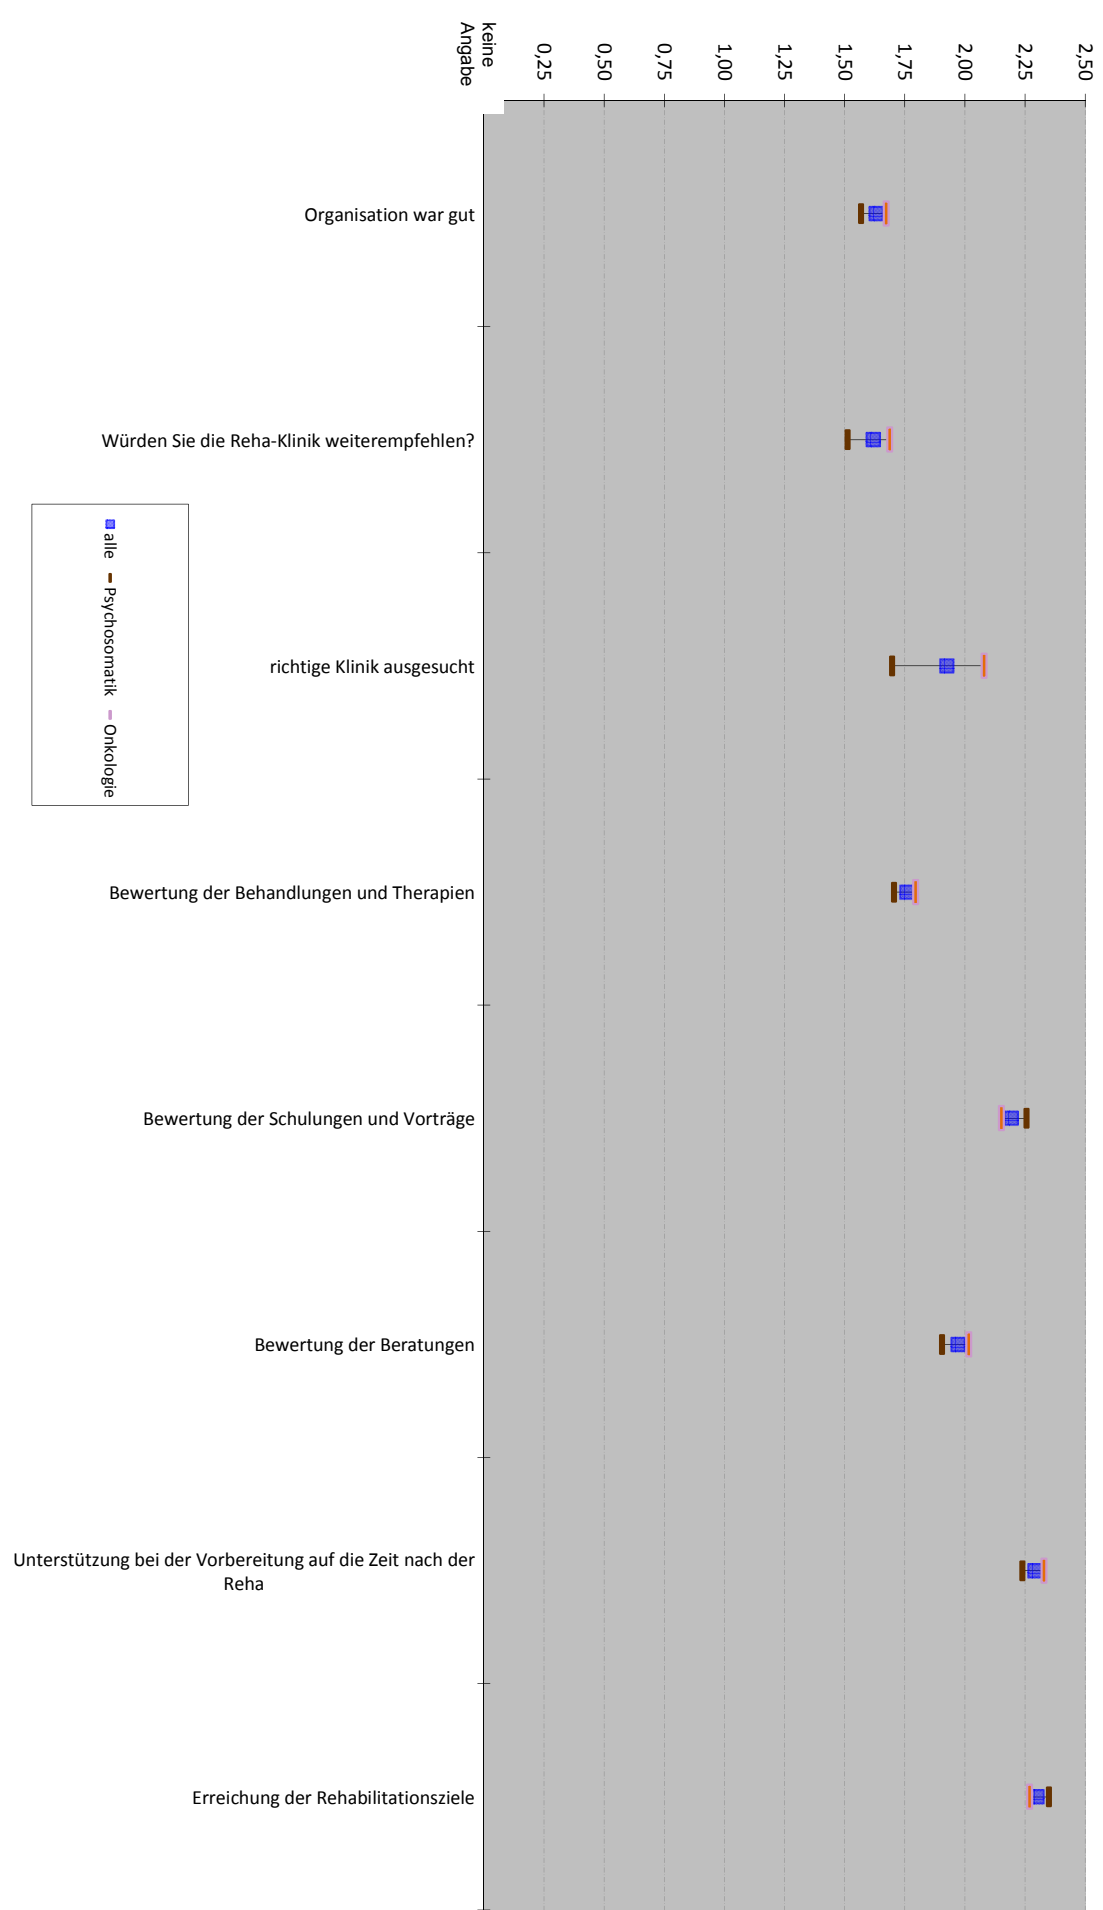 keine
Angabe
0,25
0,50
0,75
1,00
1,25
1,50
1,75
2,00
2,25
2,50
Organisation war gut
Würden Sie die Reha-Klinik weiterempfehlen?
richtige Klinik ausgesucht
Bewertung der Behandlungen und Therapien
Bewertung der Schulungen und Vorträge
Bewertung der Beratungen
Unterstützung bei der Vorbereitung auf die Zeit nach der
Reha
Erreichung der Rehabilitationsziele
alle Psychosomatik Onkologie